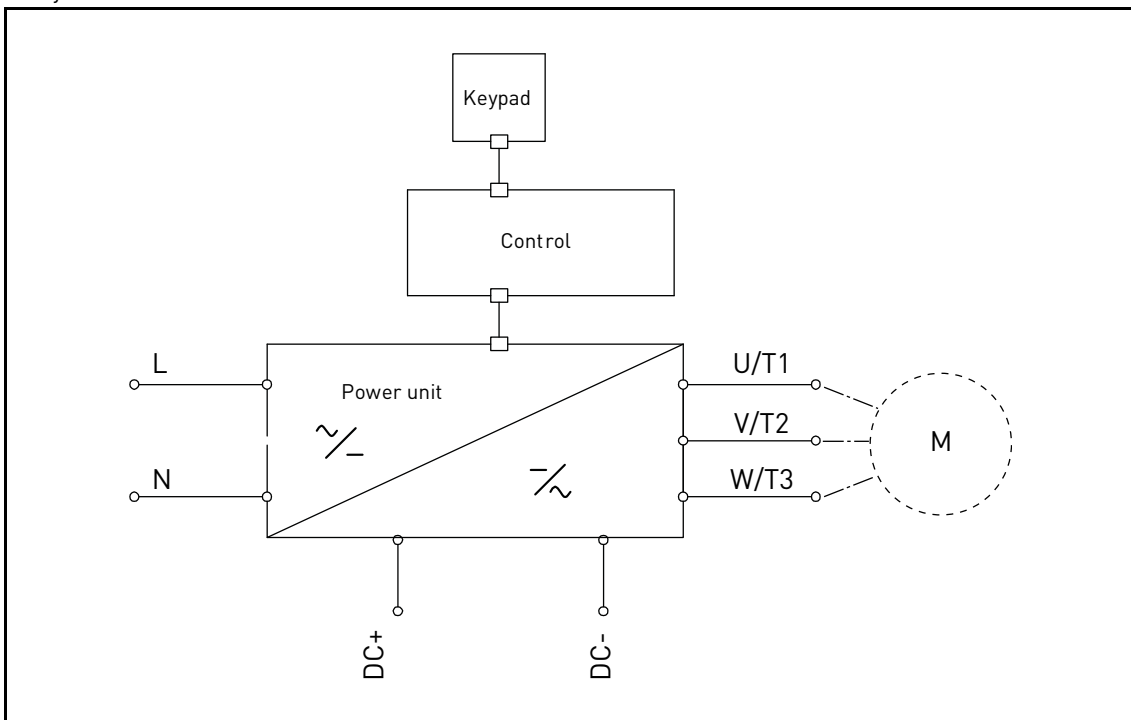 Keypad
Control
L
Power unit
U/T1
V/T2
M
N
W/T3
DC+
DC-